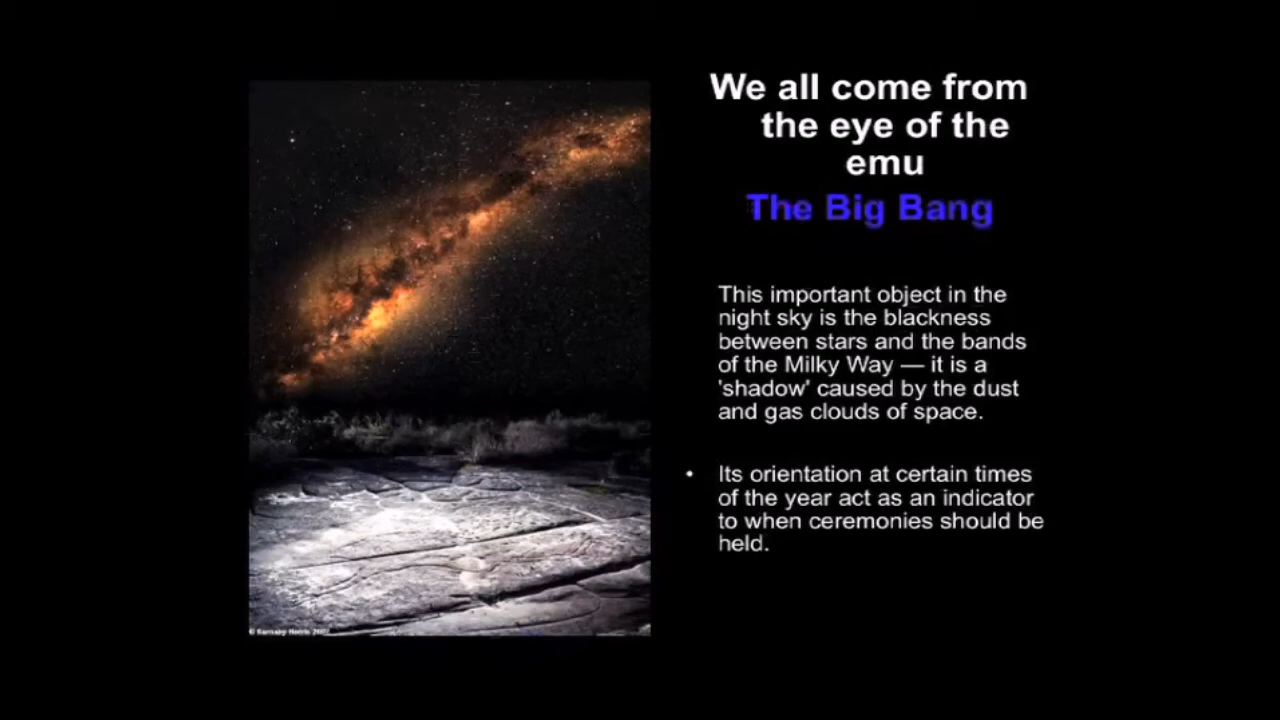 We all come from
the eye of the
emu
The Big Bang
This important object in the
night sky is the blackness
between stars and the bands
of the Milky Way — it is a
'shadow' caused by the dust
and gas clouds of space.
• Its orientation at certain times
of the year act as an indicator
to when ceremonies should be
held.
© Barnaby Norris